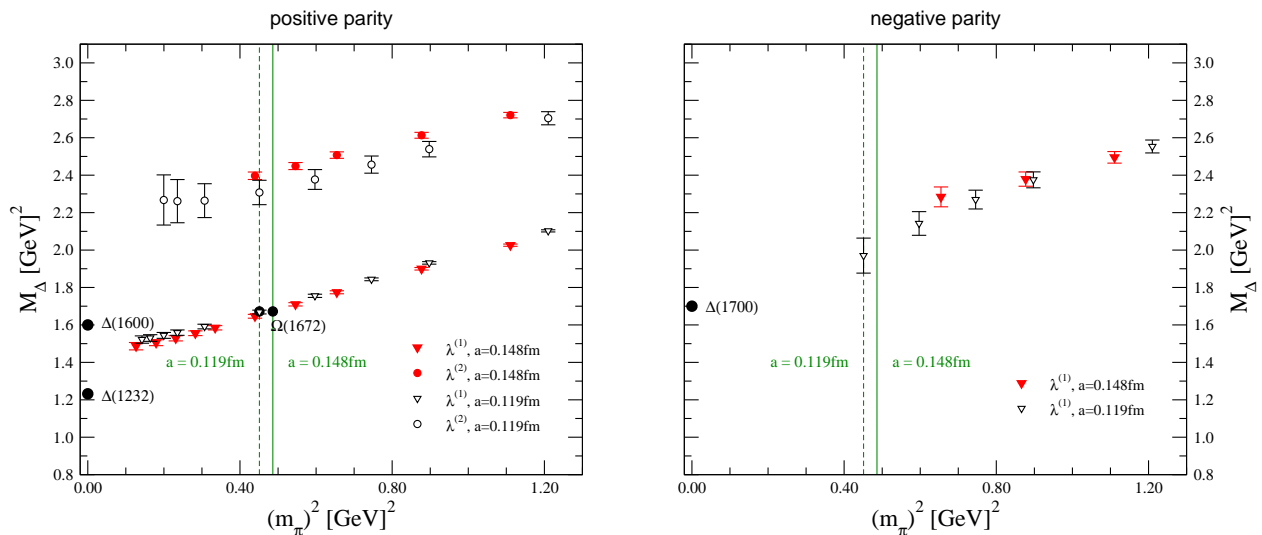 positive parity
3.0
2.8
2.6
2.4
2.2
2.0
1.8
1.6
1.4
1.2
1.0
0.8
M_Δ [GeV]²
Δ(1600)
Δ(1232)
Ω(1672)
a = 0.119fm
a = 0.148fm
λ⁽¹⁾, a=0.148fm
λ⁽²⁾, a=0.148fm
λ⁽¹⁾, a=0.119fm
λ⁽²⁾, a=0.119fm
0.00 0.40 0.80 1.20
(m_π)² [GeV]²
negative parity
3.0
2.8
2.6
2.4
2.2
2.0
1.8
1.6
1.4
1.2
1.0
0.8
M_Δ [GeV]²
Δ(1700)
a = 0.119fm
a = 0.148fm
λ⁽¹⁾, a=0.148fm
λ⁽¹⁾, a=0.119fm
0.00 0.40 0.80 1.20
(m_π)² [GeV]²